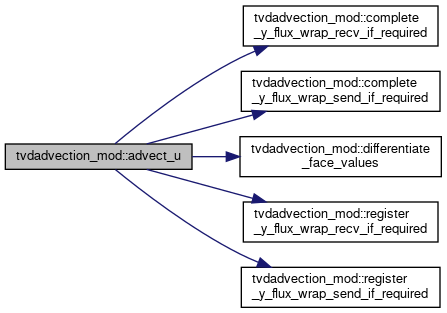 tvdadvection_mod::complete
_y_flux_wrap_recv_if_required
tvdadvection_mod::complete
_y_flux_wrap_send_if_required
tvdadvection_mod::advect_u
tvdadvection_mod::differentiate
_face_values
tvdadvection_mod::register
_y_flux_wrap_recv_if_required
tvdadvection_mod::register
_y_flux_wrap_send_if_required